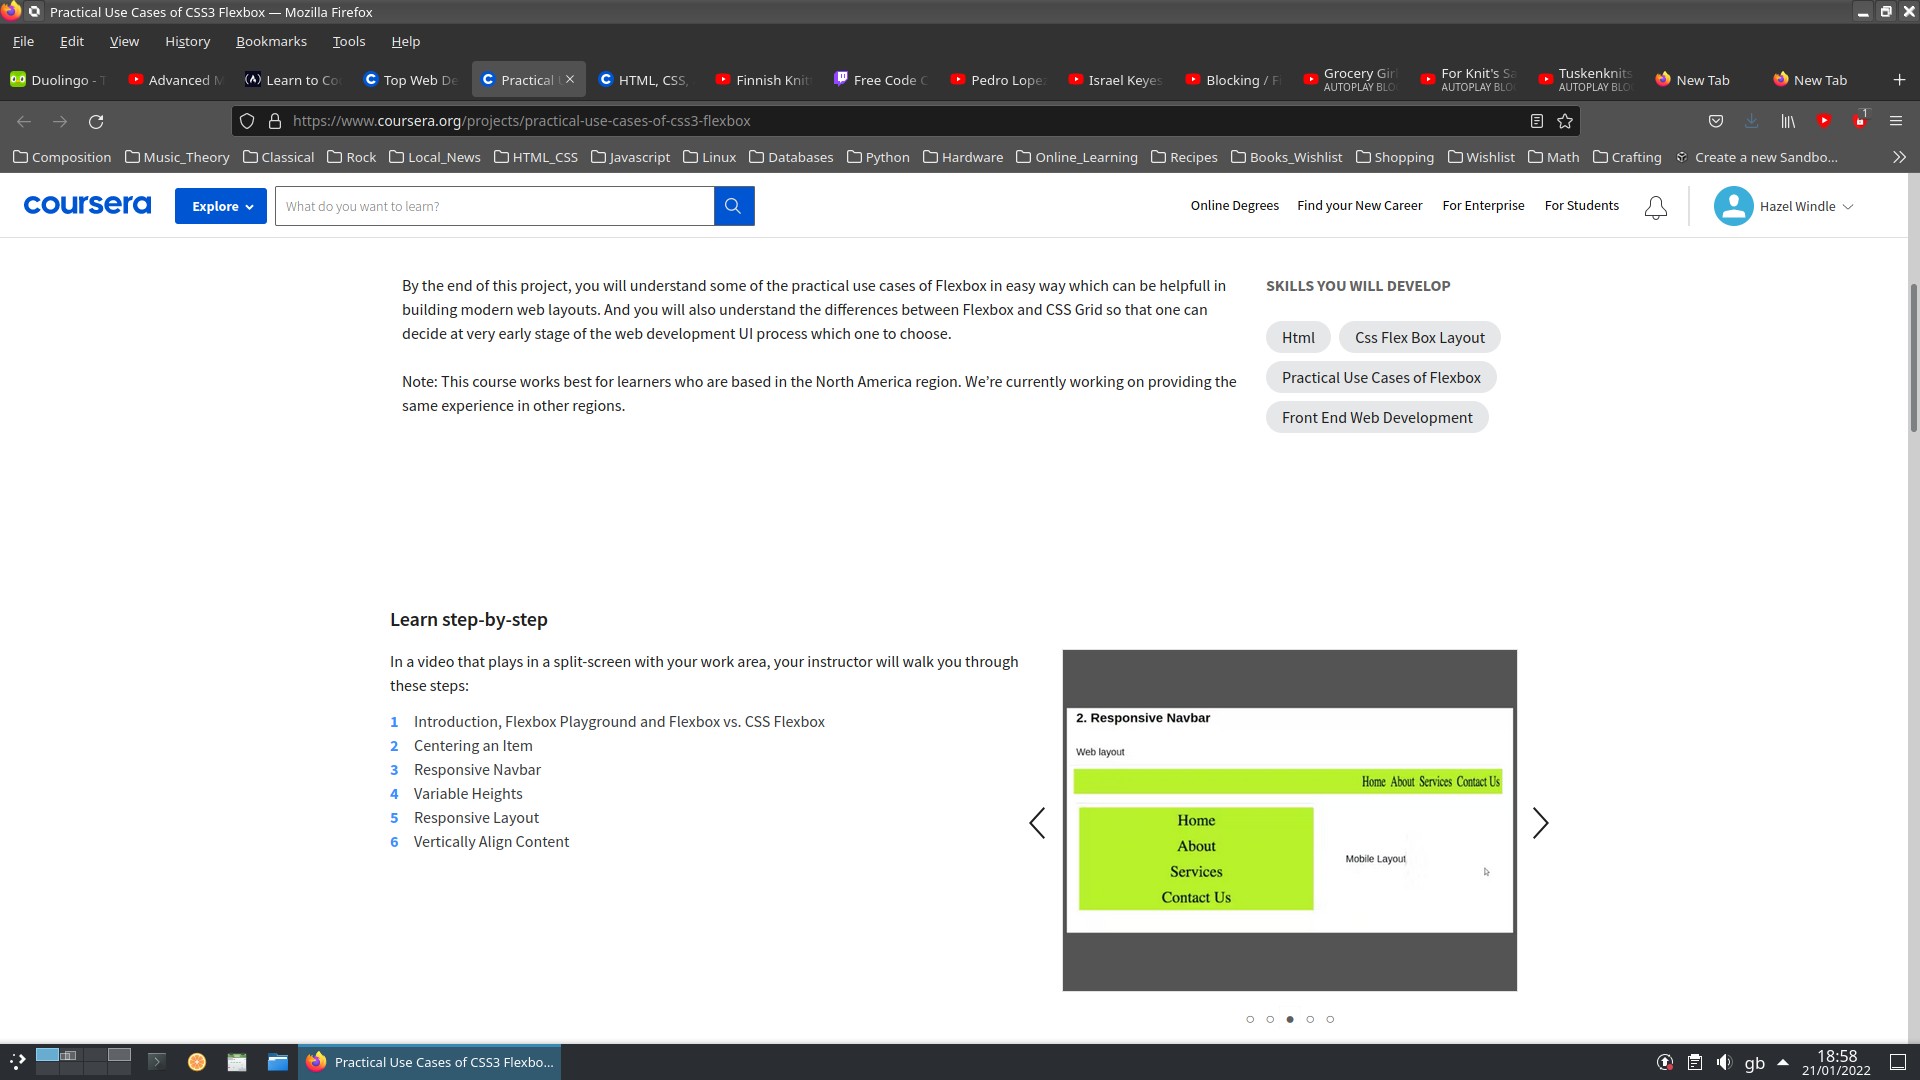 Practical Use Cases of CSS3 Flexbox — Mozilla Firefox
File Edit View History Bookmarks Tools Help
Duolingo - T Advanced M Learn to Co Top Web De Practical HTML, CSS, Finnish Knit Free Code C Pedro Lope Israel Keyes Blocking / F Grocery Girl For Knit's Sa Tuskenknits New Tab New Tab
AUTOPLAY BLO AUTOPLAY BLO AUTOPLAY BLO
https://www.coursera.org/projects/practical-use-cases-of-css3-flexbox
1
Composition Music_Theory Classical Rock Local_News HTML_CSS Javascript Linux Databases Python Hardware Online_Learning Recipes Books_Wishlist Shopping Wishlist Math Crafting Create a new Sandbo...
coursera Explore What do you want to learn? Online Degrees Find your New Career For Enterprise For Students Hazel Windle
By the end of this project, you will understand some of the practical use cases of Flexbox in easy way which can be helpfull in
building modern web layouts. And you will also understand the differences between Flexbox and CSS Grid so that one can
decide at very early stage of the web development UI process which one to choose.
Note: This course works best for learners who are based in the North America region. We’re currently working on providing the
same experience in other regions.
SKILLS YOU WILL DEVELOP
Html Css Flex Box Layout
Practical Use Cases of Flexbox
Front End Web Development
Learn step-by-step
In a video that plays in a split-screen with your work area, your instructor will walk you through
these steps:
1 Introduction, Flexbox Playground and Flexbox vs. CSS Flexbox
2 Centering an Item
3 Responsive Navbar
4 Variable Heights
5 Responsive Layout
6 Vertically Align Content
2. Responsive Navbar
Web layout
Home About Services Contact Us
Home
About
Services
Contact Us
Mobile Layout
Practical Use Cases of CSS3 Flexbo...
gb
18:58
21/01/2022